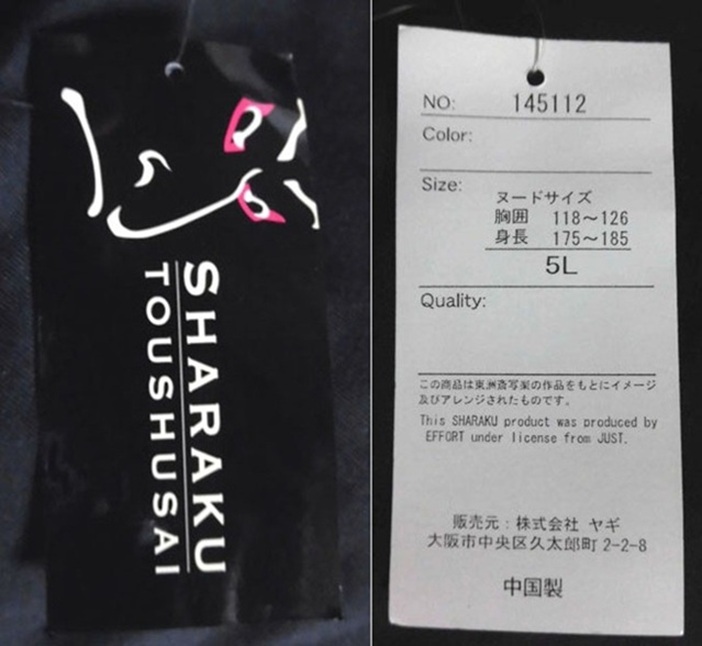 SHARAKU
TOUSHUSAI
NO: 145112
Color:
Size:
ヌードサイズ
胸囲 118～126
身長 175～185
5L
Quality:
この商品は東洲斎写楽の作品をもとにイメージ
及びアレンジされたものです。
This SHARAKU product was produced by
EFFORT under license from JUST.
販売元：株式会社 ヤギ
大阪市中央区久太郎町 2-2-8
中国製